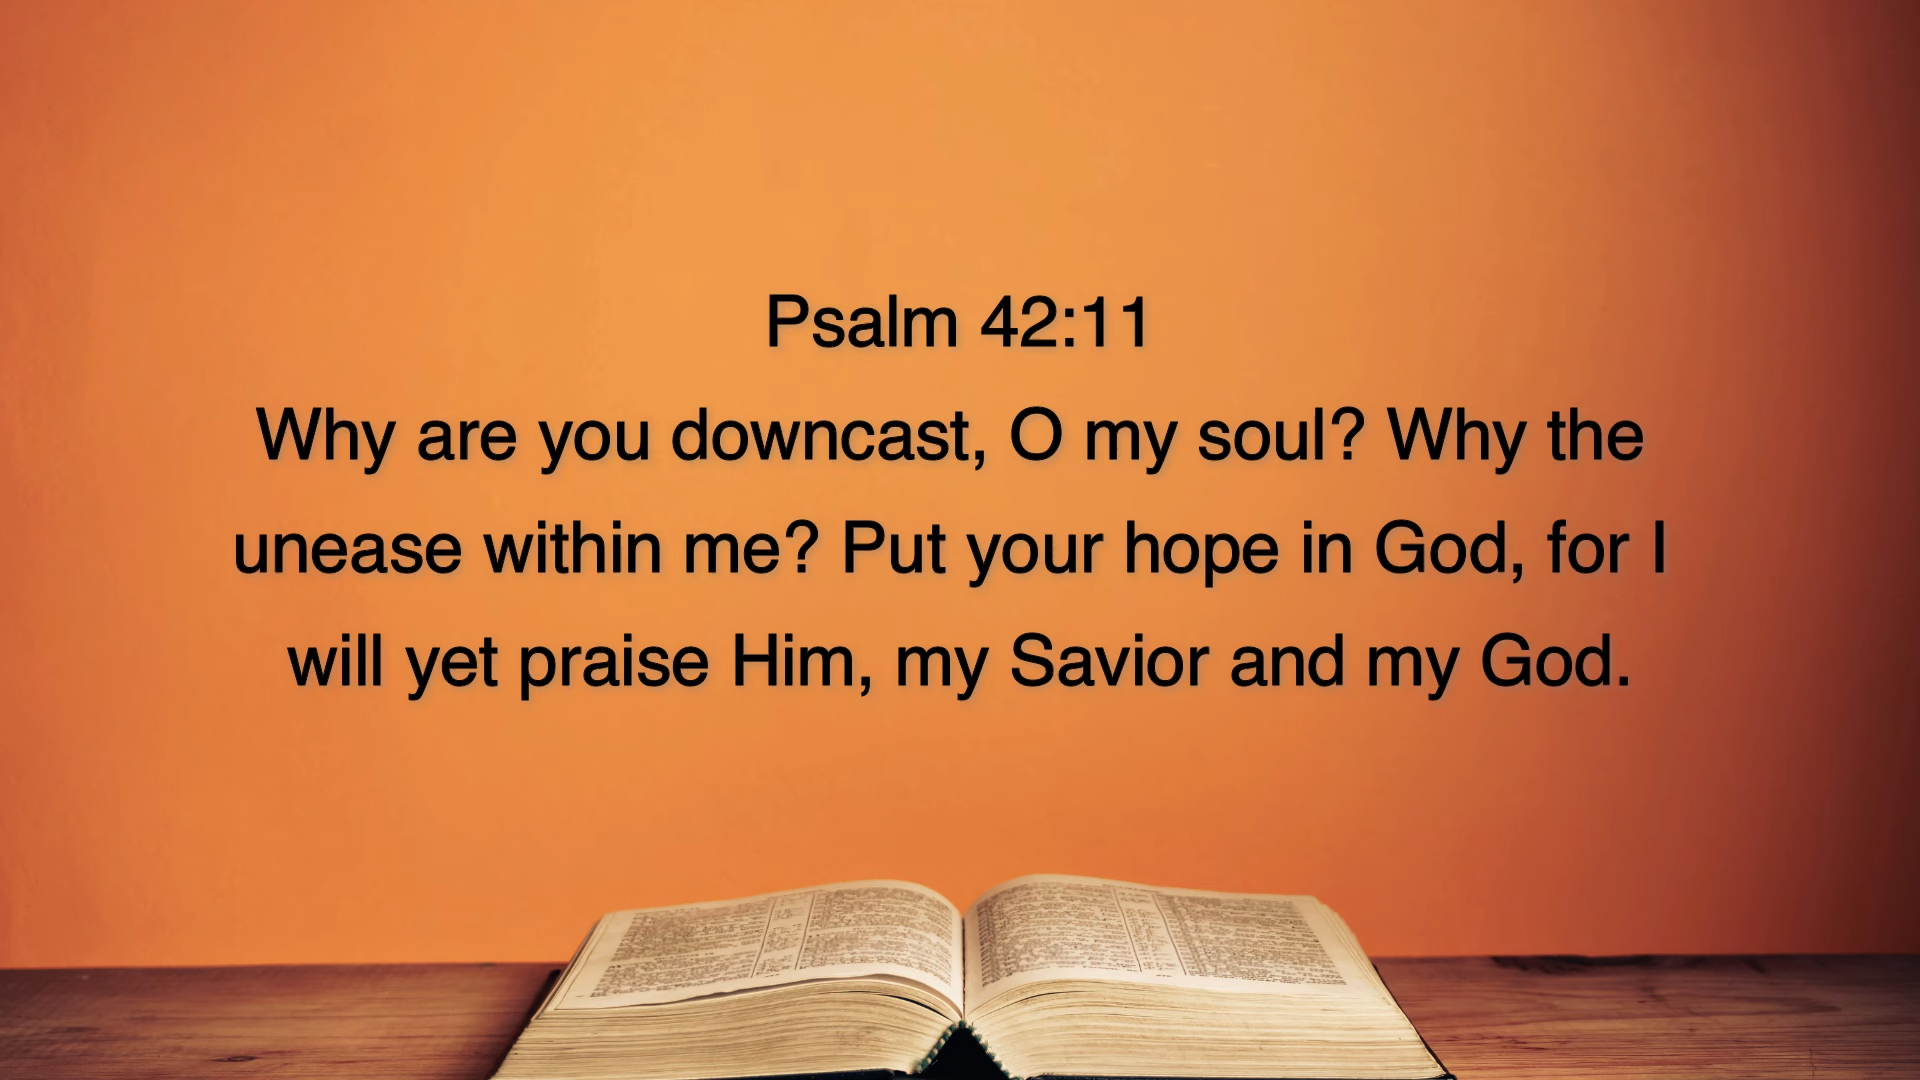 Psalm 42:11
Why are you downcast, O my soul? Why the
unease within me? Put your hope in God, for I
will yet praise Him, my Savior and my God.